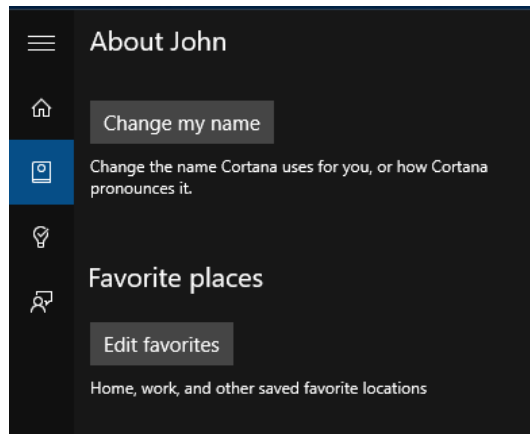 About John
Change my name
Change the name Cortana uses for you, or how Cortana
pronounces it.
Favorite places
Edit favorites
Home, work, and other saved favorite locations